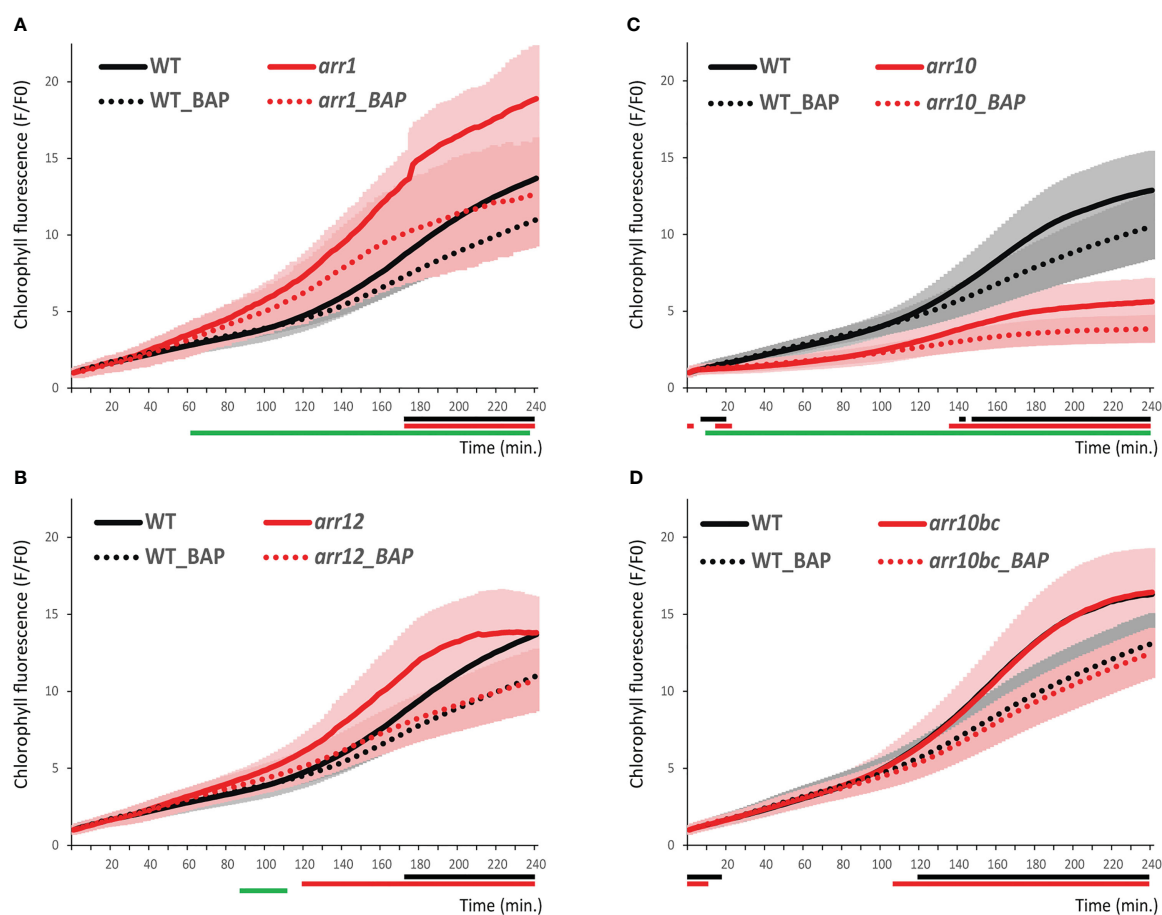 A
Chlorophyll fluorescence (F/F0)
WT arr1
WT_BAP arr1_BAP
20
15
10
5
0
20 40 60 80 100 120 140 160 180 200 220 240
Time (min.)
C
Chlorophyll fluorescence (F/F0)
WT arr10
WT_BAP arr10_BAP
20
15
10
5
0
20 40 60 80 100 120 140 160 180 200 220 240
Time (min.)
B
Chlorophyll fluorescence (F/F0)
WT arr12
WT_BAP arr12_BAP
20
15
10
5
0
20 40 60 80 100 120 140 160 180 200 220 240
Time (min.)
D
Chlorophyll fluorescence (F/F0)
WT arr10bc
WT_BAP arr10bc_BAP
20
15
10
5
0
20 40 60 80 100 120 140 160 180 200 220 240
Time (min.)